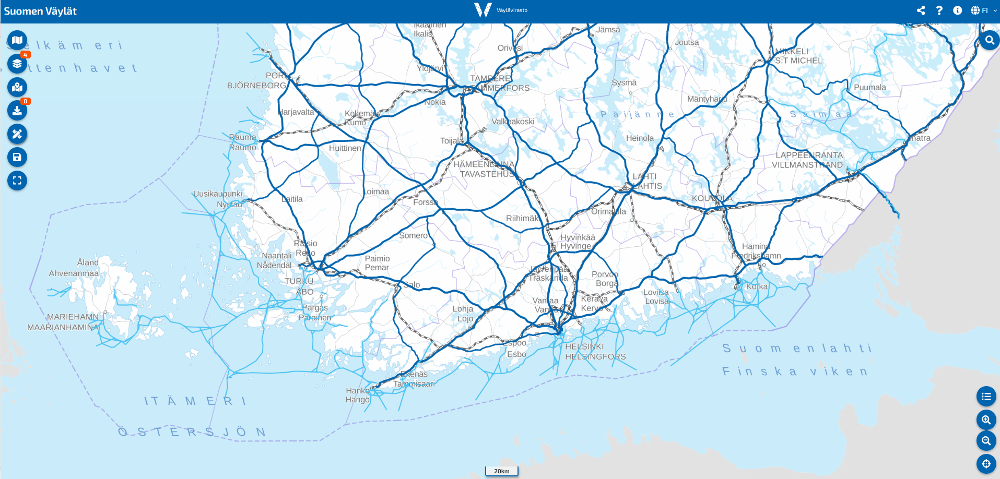 Suomen Väylät
Väylävirasto
FI
Selkämeri
ttenhavet
4
0
Ikaalinen
Ikalis
Jämsä
Orivesi
Joutsa
MIKKELI
S:T MICHEL
Ylöjärvi
PORI
BJÖRNEBORG
TAMPERE
TAMMERFORS
Sysmä
Puumala
Nokia
Mäntyharju
Harjavalta
Kokemäki
Kumo
Päijänne
Saimaa
Valkeakoski
Rauma
Raumo
Toijala
Heinola
Imatra
Huittinen
LAPPEENRANTA
VILLMANSTRAND
HÄMEENLINNA
TAVASTEHUS
LAHTI
LAHTIS
Uusikaupunki
Nystad
Laitila
Loimaa
Forssa
KOUVOLA
Orimattila
Riihimäki
Somero
Hyvinkää
Hyvinge
Raisio
Reso
Hamina
Fredrikshamn
Naantali
Nådendal
Paimio
Pemar
Åland
Ahvenanmaa
Järvenpää
Träskända
Porvoo
Borgå
TURKU
ÅBO
Salo
Kotka
Loviisa
Lovisa
Vantaa
Vanda
Kerava
Kervo
Pargas
Parainen
Lohja
Lojo
MARIEHAMN
MAARIANHAMINA
Espoo
Esbo
HELSINKI
HELSINGFORS
Suomenlahti
Finska viken
Ekenäs
Tammisaari
Hanko
Hangö
ITÄMERI
ÖSTERSJÖN
20km